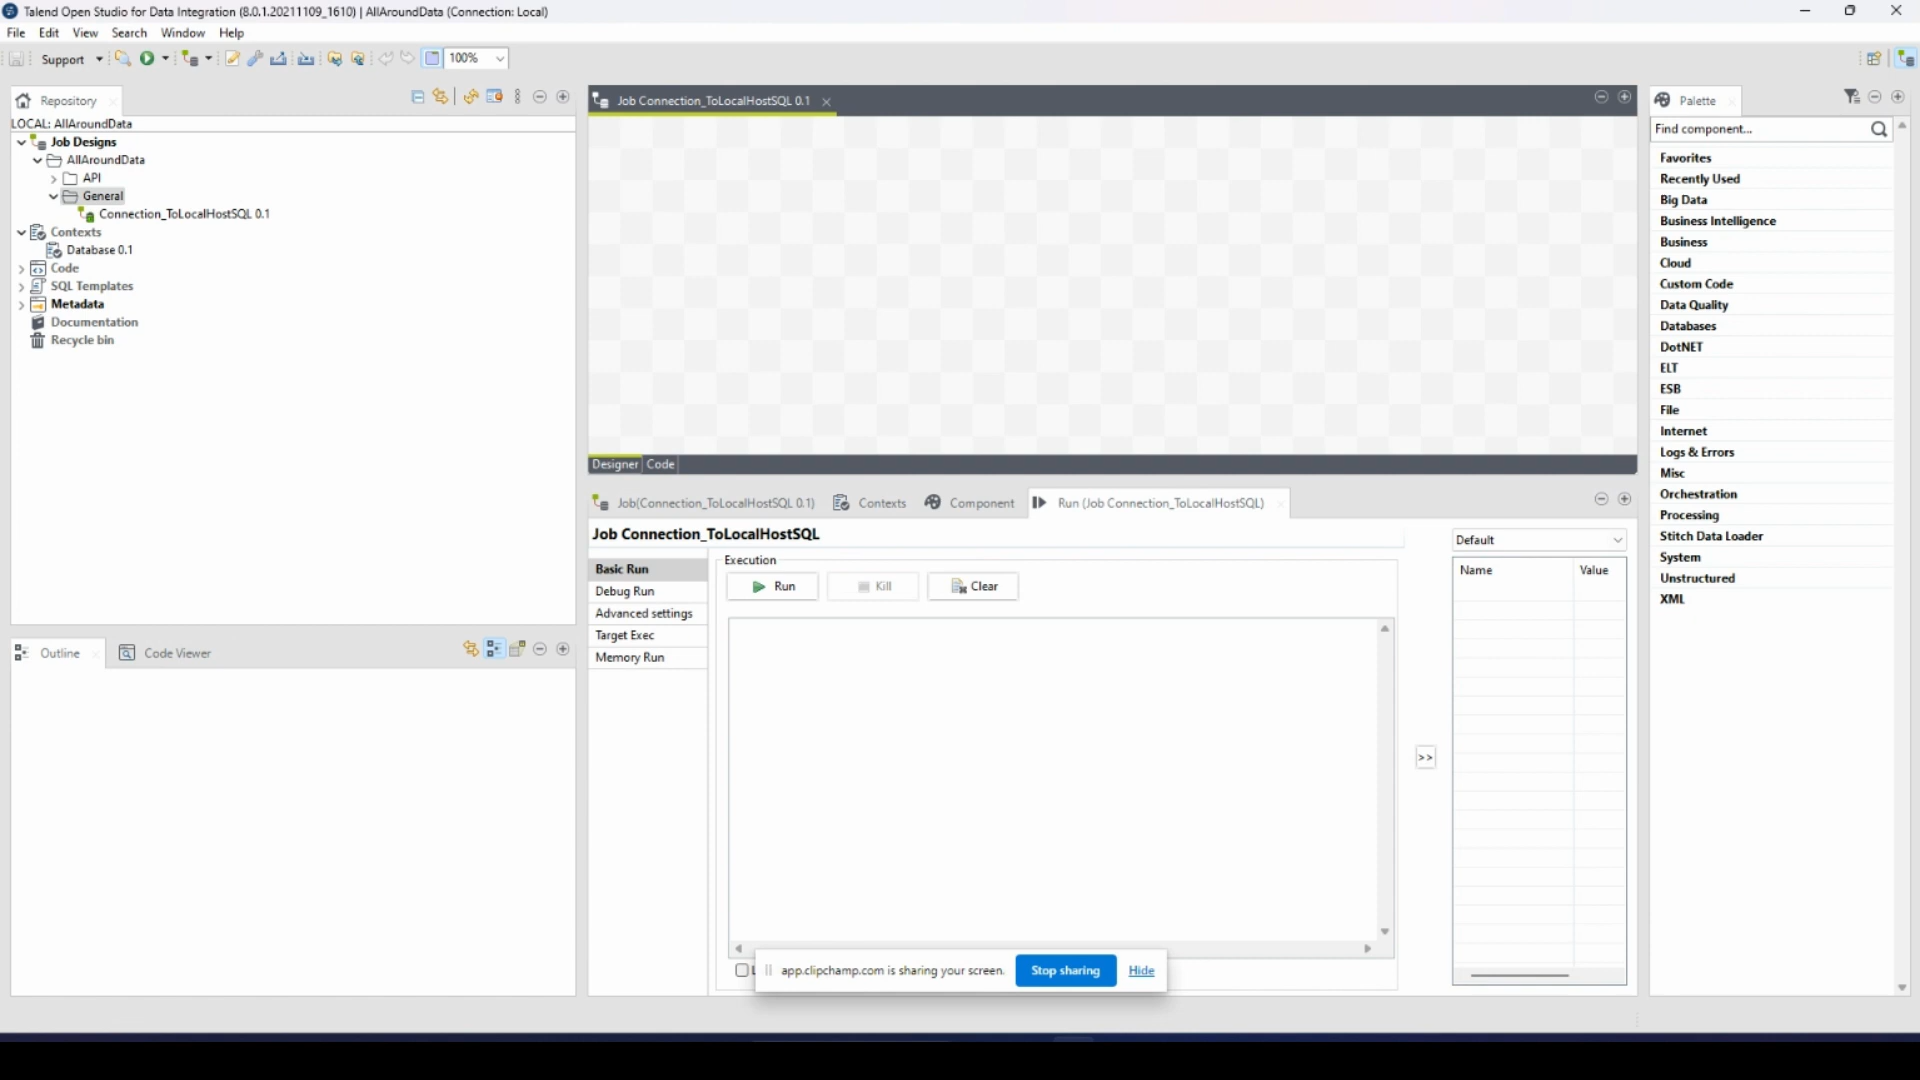 Talend Open Studio for Data Integration (8.0.1.20211109_1610) | AllAroundData (Connection: Local)
File Edit View Search Window Help
Support 100%
Repository
LOCAL: AllAroundData
Job Designs
AllAroundData
API
General
Connection_ToLocalHostSQL 0.1
Contexts
Database 0.1
Code
SQL Templates
Metadata
Documentation
Recycle bin
Outline Code Viewer
Job Connection_ToLocalHostSQL 0.1
Designer Code
Job(Connection_ToLocalHostSQL 0.1) Contexts Component Run (Job Connection_ToLocalHostSQL)
Job Connection_ToLocalHostSQL
Basic Run
Debug Run
Advanced settings
Target Exec
Memory Run
Execution
Run Kill Clear
Default
Name Value
>>
app.clipchamp.com is sharing your screen. Stop sharing Hide
Palette
Find component...
Favorites
Recently Used
Big Data
Business Intelligence
Business
Cloud
Custom Code
Data Quality
Databases
DotNET
ELT
ESB
File
Internet
Logs & Errors
Misc
Orchestration
Processing
Stitch Data Loader
System
Unstructured
XML